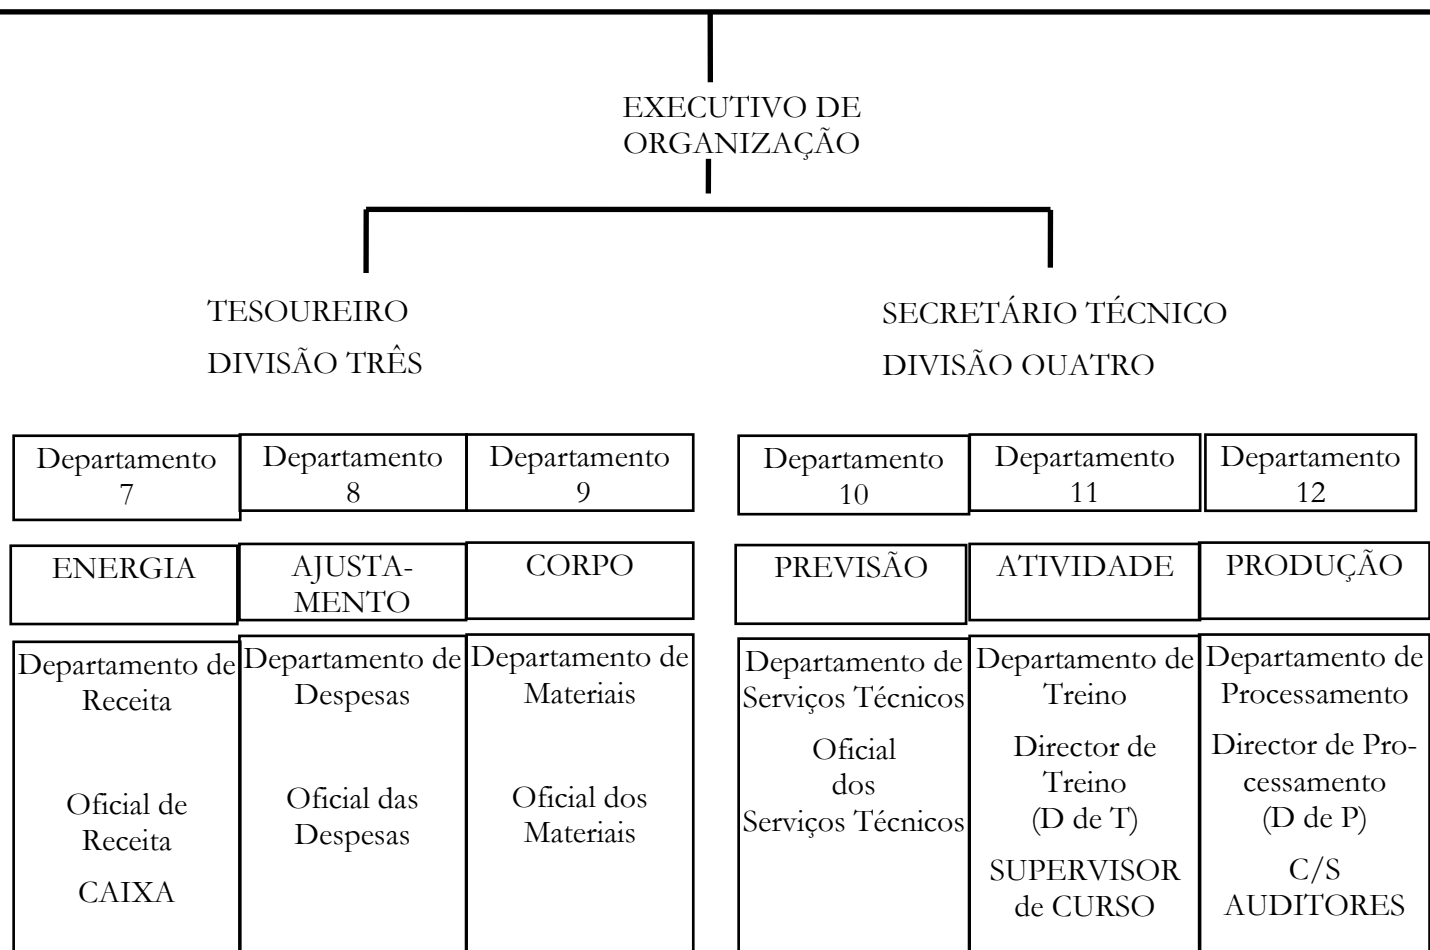 EXECUTIVO DE
ORGANIZAÇÃO
TESOUREIRO
DIVISÃO TRÊS
SECRETÁRIO TÉCNICO
DIVISÃO QUATRO
Departamento
7
Departamento
8
Departamento
9
Departamento
10
Departamento
11
Departamento
12
ENERGIA
AJUSTA-
MENTO
CORPO
PREVISÃO
ATIVIDADE
PRODUÇÃO
Departamento de
Receita
Oficial de
Receita
CAIXA
Departamento de
Despesas
Oficial das
Despesas
Departamento de
Materiais
Oficial dos
Materiais
Departamento de
Serviços Técnicos
Oficial
dos
Serviços Técnicos
Departamento de
Treino
Director de
Treino
(D de T)
SUPERVISOR
de CURSO
Departamento de
Processamento
Director de Pro-
cessamento
(D de P)
C/S
AUDITORES